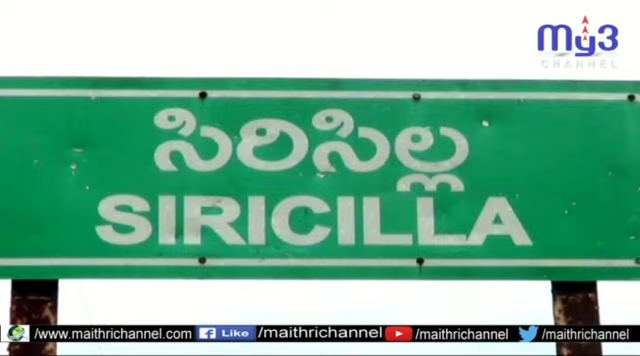 My3
CHANNEL
సిరిసిల్ల
SIRICILLA
/www.maithrichannel.com f Like /maithrichannel /maithrichannel /maithrichannel